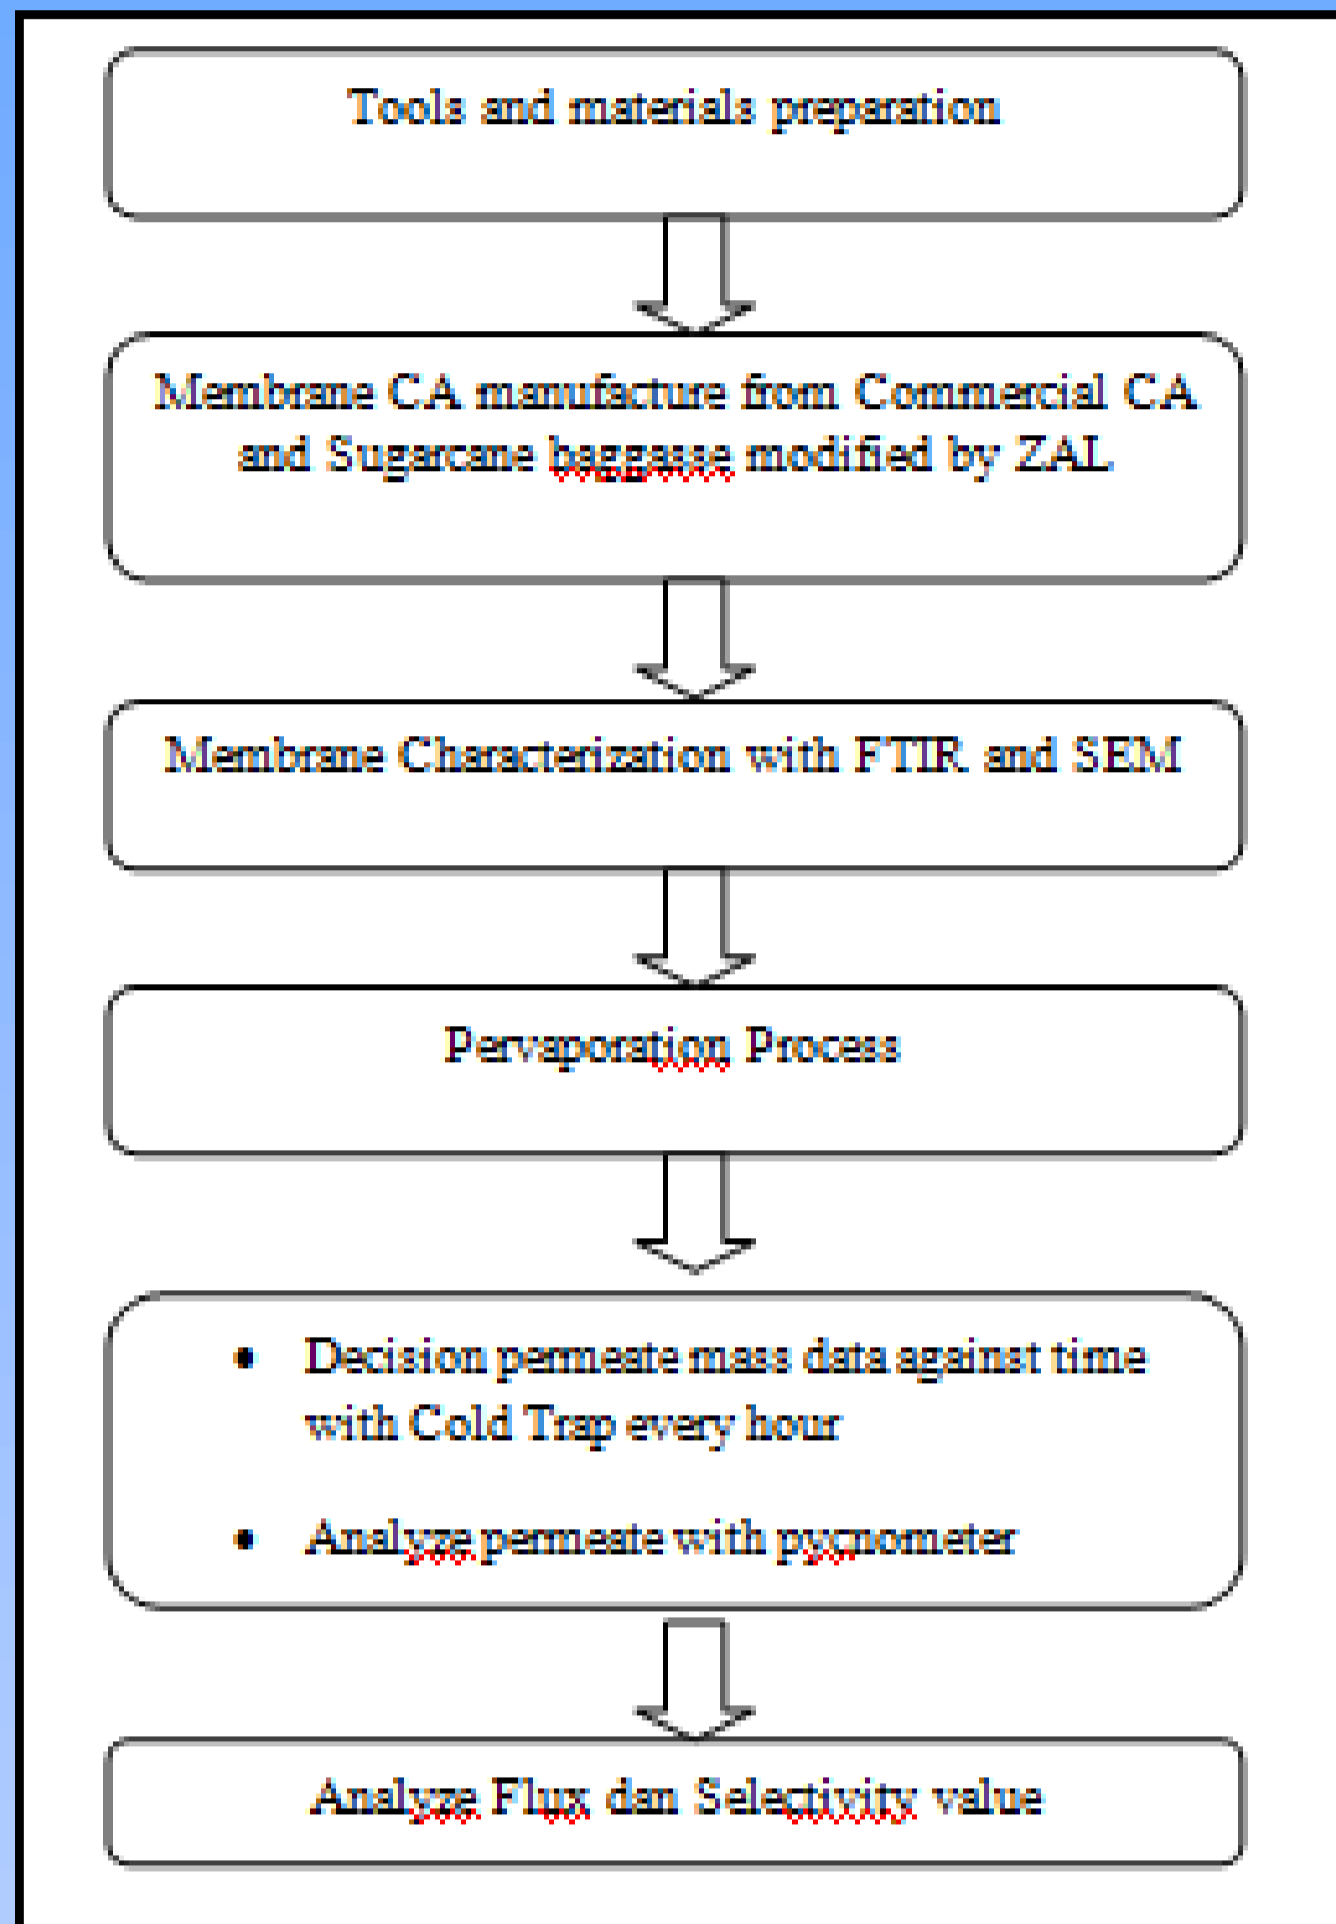 Tools and materials preparation
Membrane CA manufacture from Commercial CA
and Sugarcane baggasse modified by ZAL
Membrane Characterization with FTIR and SEM
Pervaporation Process
• Decision permeate mass data against time
with Cold Trap every hour
• Analyze permeate with pycnometer
Analyze Flux dan Selectivity value